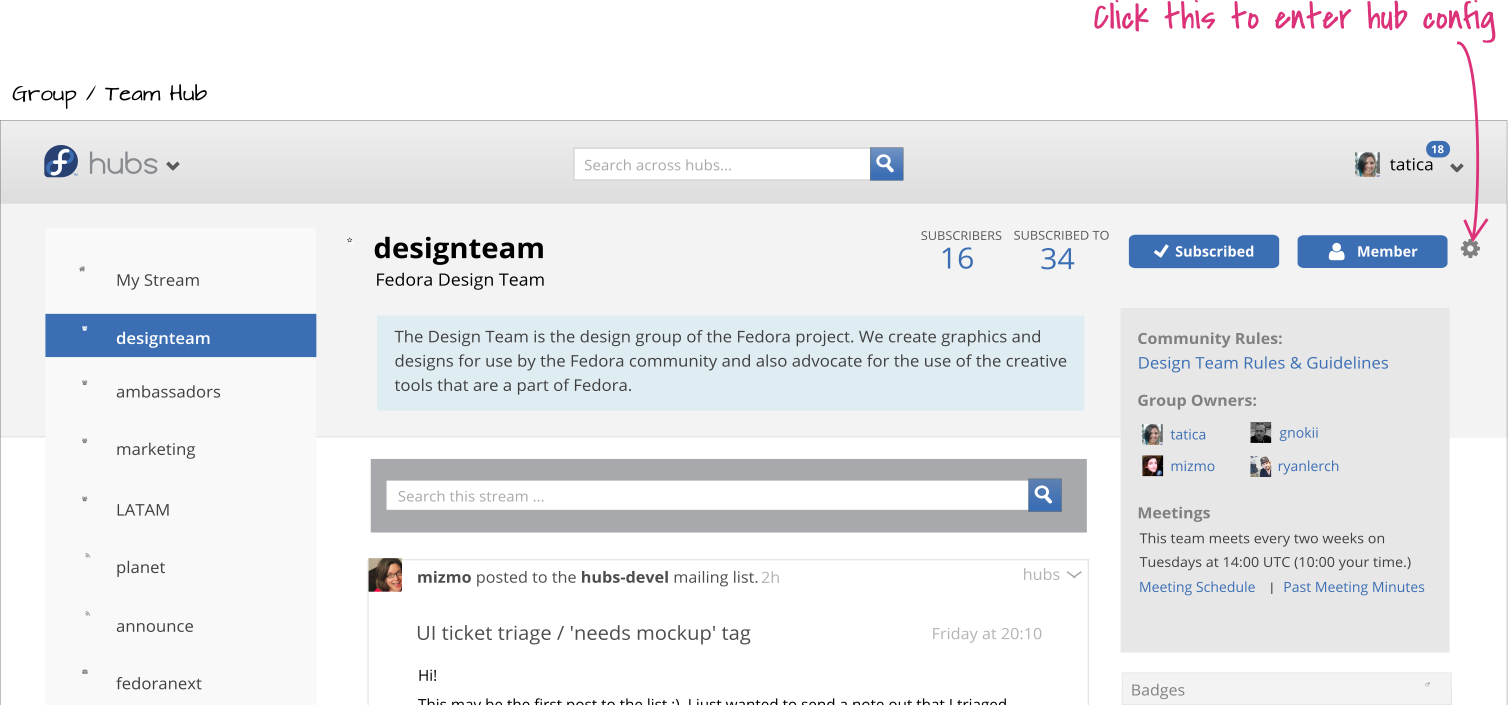 Click this to enter hub config
Group / Team Hub
hubs
Search across hubs...
tatica
18
My Stream
designteam
ambassadors
marketing
LATAM
planet
announce
fedoranext
designteam
Fedora Design Team
SUBSCRIBERS
16
SUBSCRIBED TO
34
Subscribed
Member
The Design Team is the design group of the Fedora project. We create graphics and
designs for use by the Fedora community and also advocate for the use of the creative
tools that are a part of Fedora.
Search this stream ...
mizmo posted to the hubs-devel mailing list. 2h
hubs
UI ticket triage / 'needs mockup' tag
Friday at 20:10
Hi!
This may be the first post to the list :) I just wanted to send a note out that I triaged
Community Rules:
Design Team Rules & Guidelines
Group Owners:
tatica gnokii
mizmo ryanlerch
Meetings
This team meets every two weeks on
Tuesdays at 14:00 UTC (10:00 your time.)
Meeting Schedule | Past Meeting Minutes
Badges